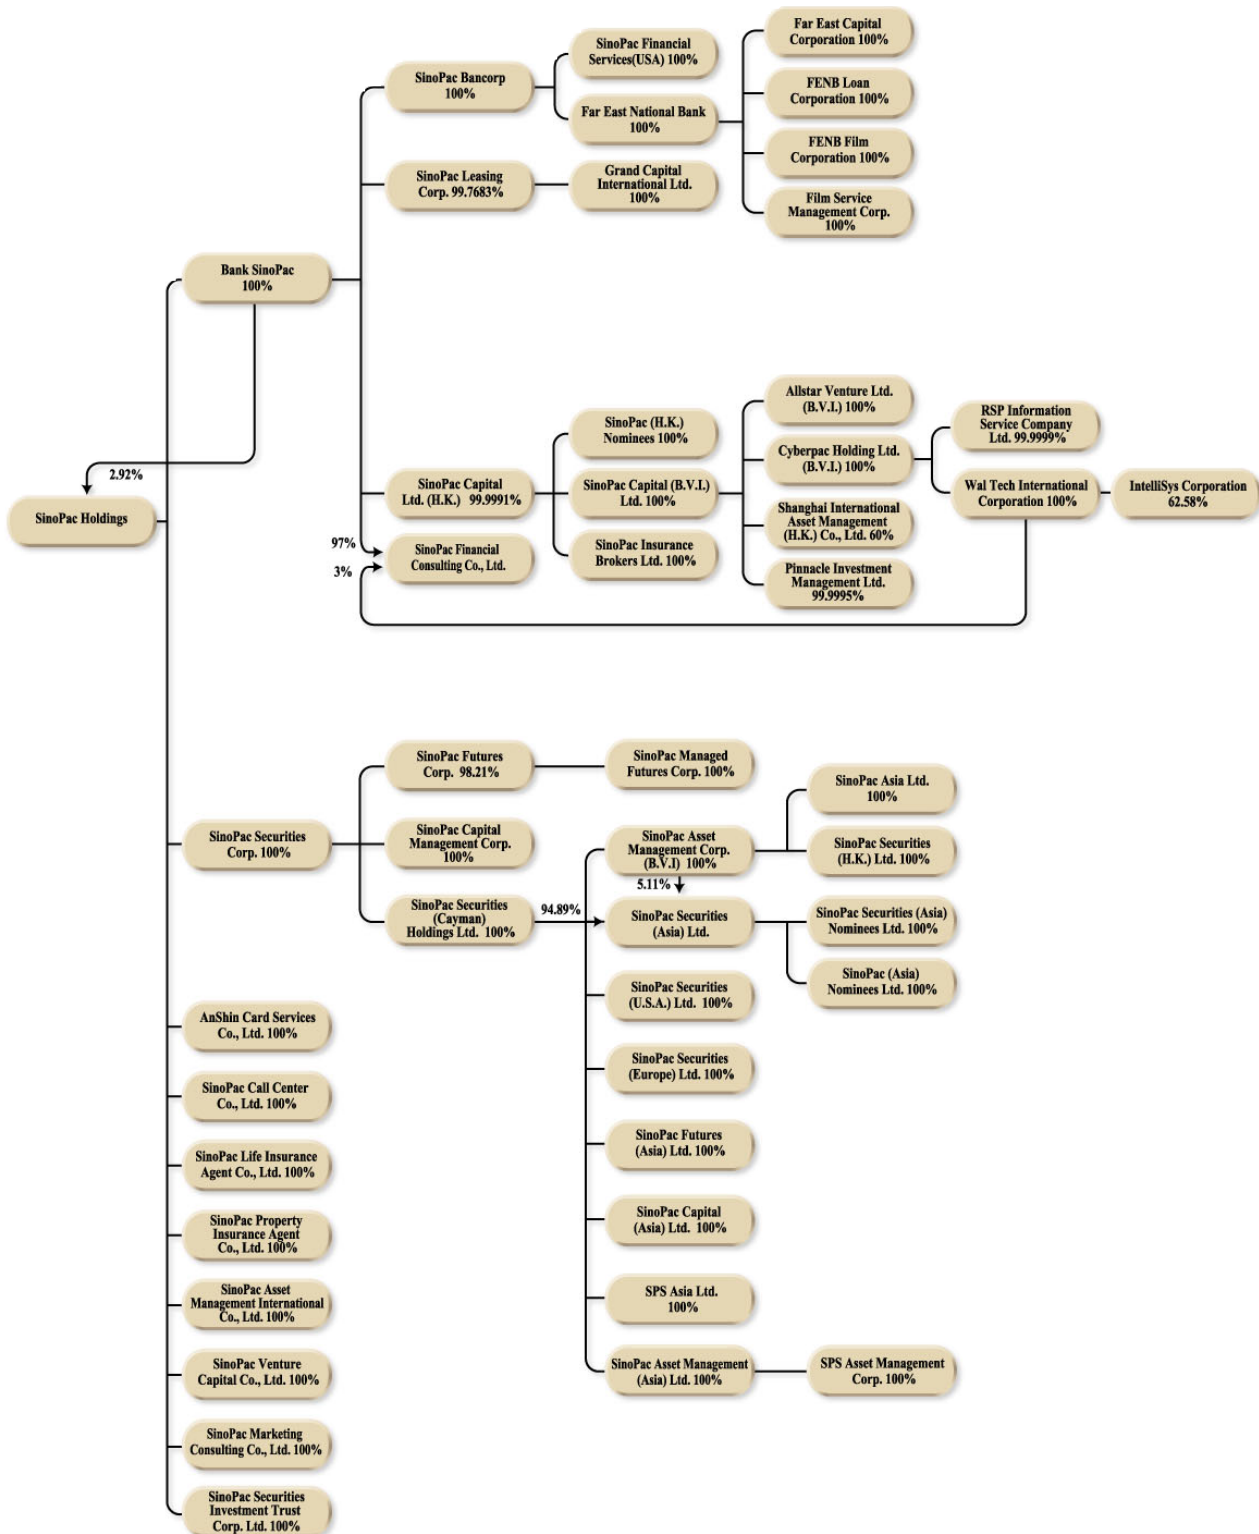 Far East Capital
Corporation 100%
SinoPac Financial
Services(USA) 100%
SinoPac Bancorp
100%
FENB Loan
Corporation 100%
Far East National Bank
100%
FENB Film
Corporation 100%
SinoPac Leasing
Corp. 99.7683%
Grand Capital
International Ltd.
100%
Film Service
Management Corp.
100%
Bank SinoPac
100%
Allstar Venture Ltd.
(B.V.I.) 100%
RSP Information
Service Company
Ltd. 99.9999%
SinoPac (H.K.)
Nominees 100%
Cyberpac Holding Ltd.
(B.V.I.) 100%
2.92%
SinoPac Capital
Ltd. (H.K.) 99.9991%
SinoPac Capital (B.V.I.)
Ltd. 100%
Wal Tech International
Corporation 100%
IntelliSys Corporation
62.58%
SinoPac Holdings
Shanghai International
Asset Management
(H.K.) Co., Ltd. 60%
97%
3%
SinoPac Financial
Consulting Co., Ltd.
SinoPac Insurance
Brokers Ltd. 100%
Pinnacle Investment
Management Ltd.
99.9995%
SinoPac Futures
Corp. 98.21%
SinoPac Managed
Futures Corp. 100%
SinoPac Asia Ltd.
100%
SinoPac Securities
Corp. 100%
SinoPac Capital
Management Corp.
100%
SinoPac Asset
Management Corp.
(B.V.I) 100%
SinoPac Securities
(H.K.) Ltd. 100%
5.11%
SinoPac Securities
(Cayman)
Holdings Ltd. 100%
94.89%
SinoPac Securities
(Asia) Ltd.
SinoPac Securities (Asia)
Nominees Ltd. 100%
SinoPac (Asia)
Nominees Ltd. 100%
SinoPac Securities
(U.S.A.) Ltd. 100%
AnShin Card Services
Co., Ltd. 100%
SinoPac Securities
(Europe) Ltd. 100%
SinoPac Call Center
Co., Ltd. 100%
SinoPac Futures
(Asia) Ltd. 100%
SinoPac Life Insurance
Agent Co., Ltd. 100%
SinoPac Property
Insurance Agent
Co., Ltd. 100%
SinoPac Capital
(Asia) Ltd. 100%
SinoPac Asset
Management International
Co., Ltd. 100%
SPS Asia Ltd.
100%
SinoPac Venture
Capital Co., Ltd. 100%
SinoPac Asset Management
(Asia) Ltd. 100%
SPS Asset Management
Corp. 100%
SinoPac Marketing
Consulting Co., Ltd. 100%
SinoPac Securities
Investment Trust
Corp. Ltd. 100%